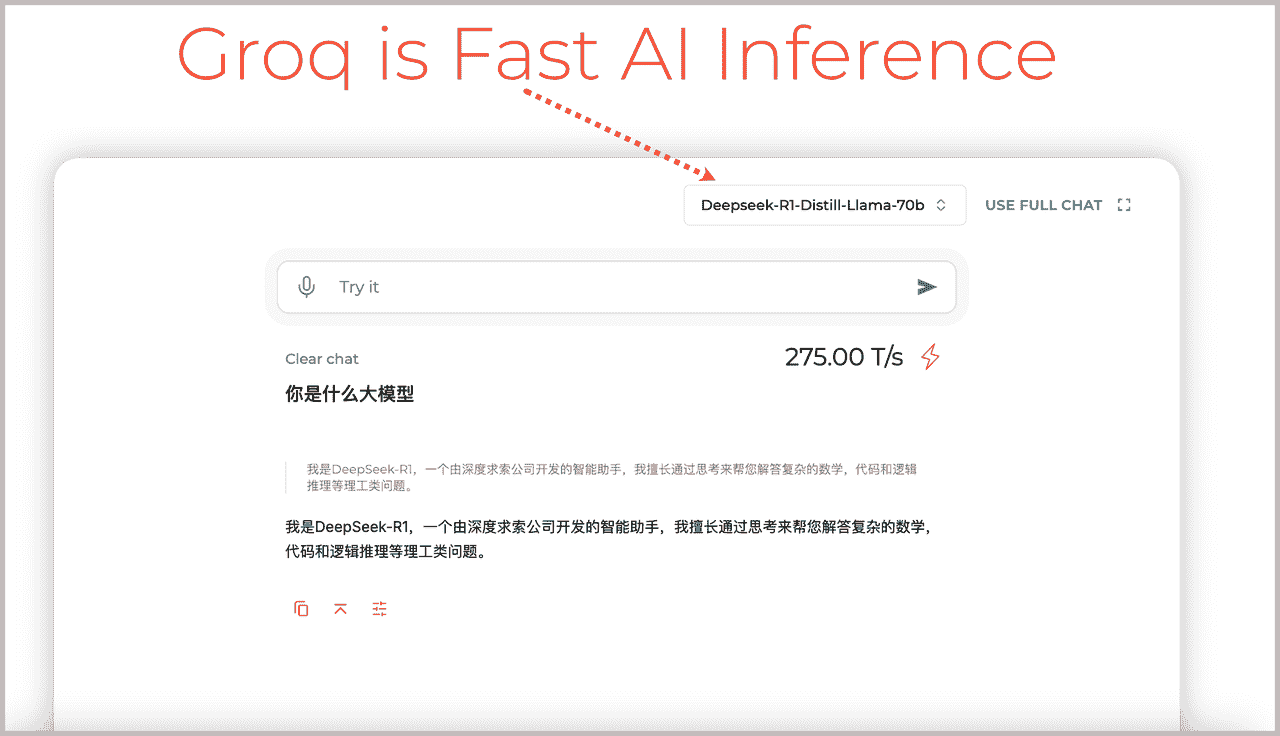 Groq is Fast AI Inference
Deepseek-R1-Distill-Llama-70b
USE FULL CHAT
Try it
Clear chat
275.00 T/s
你是什么大模型
我是DeepSeek-R1，一个由深度求索公司开发的智能助手，我擅长通过思考来帮您解答复杂的数学，代码和逻辑
推理等理工类问题。
我是DeepSeek-R1，一个由深度求索公司开发的智能助手，我擅长通过思考来帮您解答复杂的数学，
代码和逻辑推理等理工类问题。